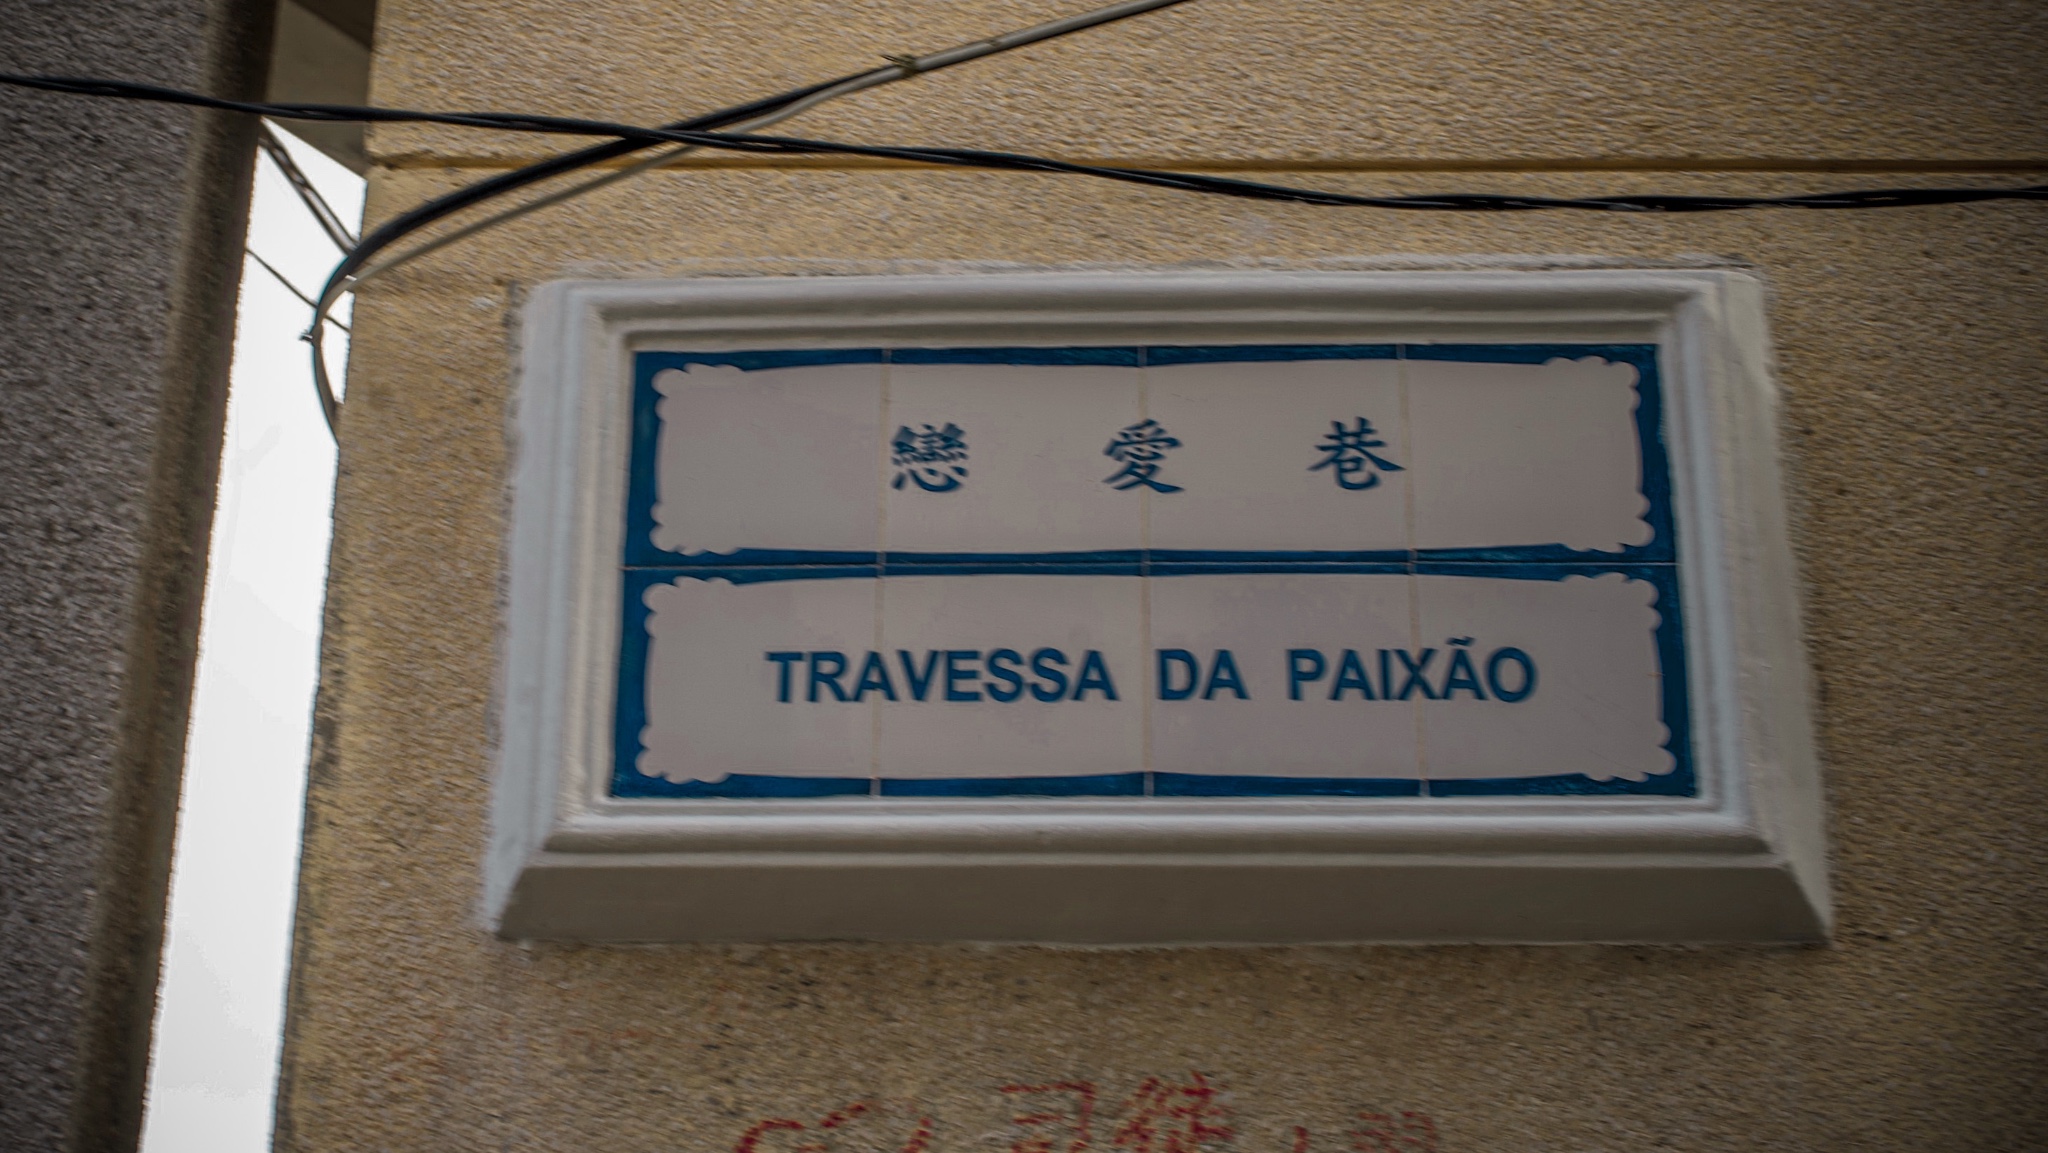 戀愛巷
TRAVESSA DA PAIXÃO